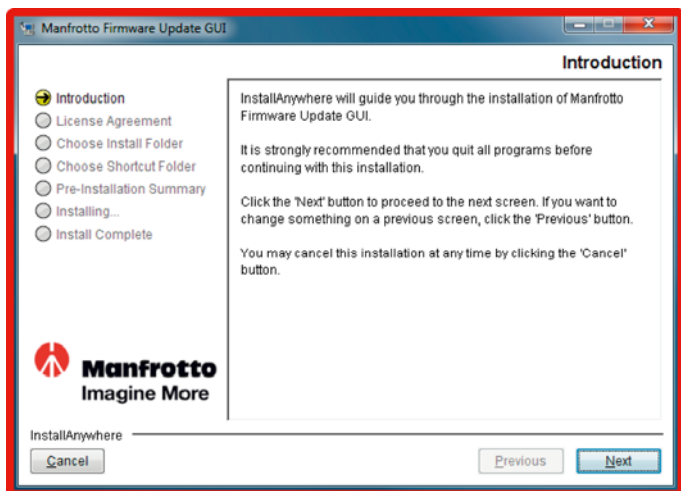 Manfrotto Firmware Update GUI
Introduction
Introduction
License Agreement
Choose Install Folder
Choose Shortcut Folder
Pre-Installation Summary
Installing...
Install Complete
InstallAnywhere will guide you through the installation of Manfrotto
Firmware Update GUI.
It is strongly recommended that you quit all programs before
continuing with this installation.
Click the 'Next' button to proceed to the next screen. If you want to
change something on a previous screen, click the 'Previous' button.
You may cancel this installation at any time by clicking the 'Cancel'
button.
Manfrotto
Imagine More
InstallAnywhere
Cancel
Previous
Next